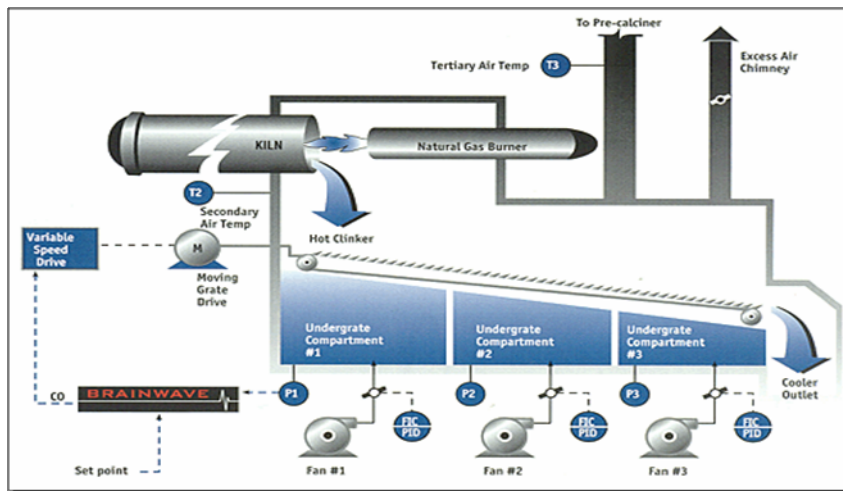 To Pre-calciner
Tertiary Air Temp
T3
Excess Air
Chimney
KILN
Natural Gas Burner
T2
Secondary
Air Temp
Hot Clinker
Variable
Speed
Drive
M
Moving
Grate
Drive
Undergrate
Compartment
#1
Undergrate
Compartment
#2
Undergrate
Compartment
#3
CO
BRAINWAVE
P1
P2
P3
Cooler
Outlet
FIC
PID
FIC
PID
FIC
PID
Set point
Fan #1
Fan #2
Fan #3